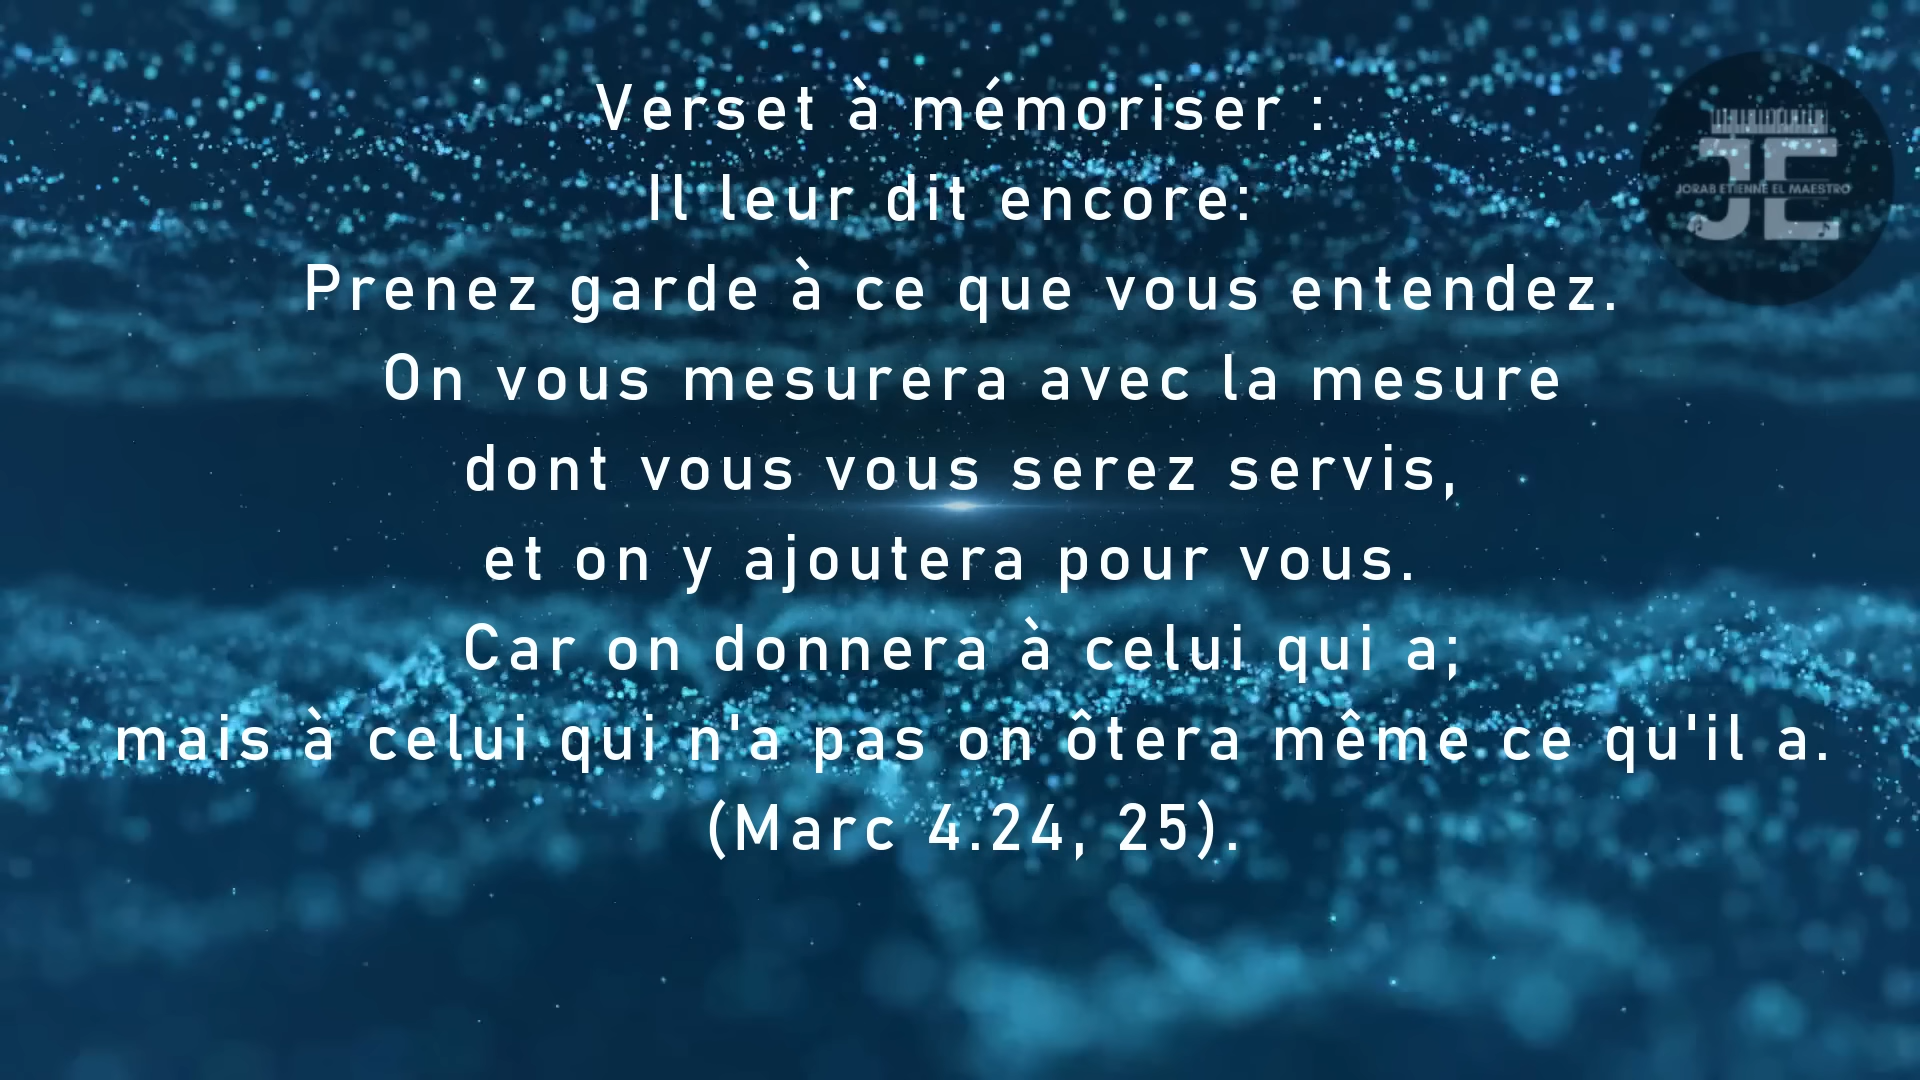 Verset à mémoriser :
Il leur dit encore:
Prenez garde à ce que vous entendez.
On vous mesurera avec la mesure
dont vous vous serez servis,
et on y ajoutera pour vous.
Car on donnera à celui qui a;
mais à celui qui n'a pas on ôtera même ce qu'il a.
(Marc 4.24, 25).
JE
JORAB ETIENNE EL MAESTRO